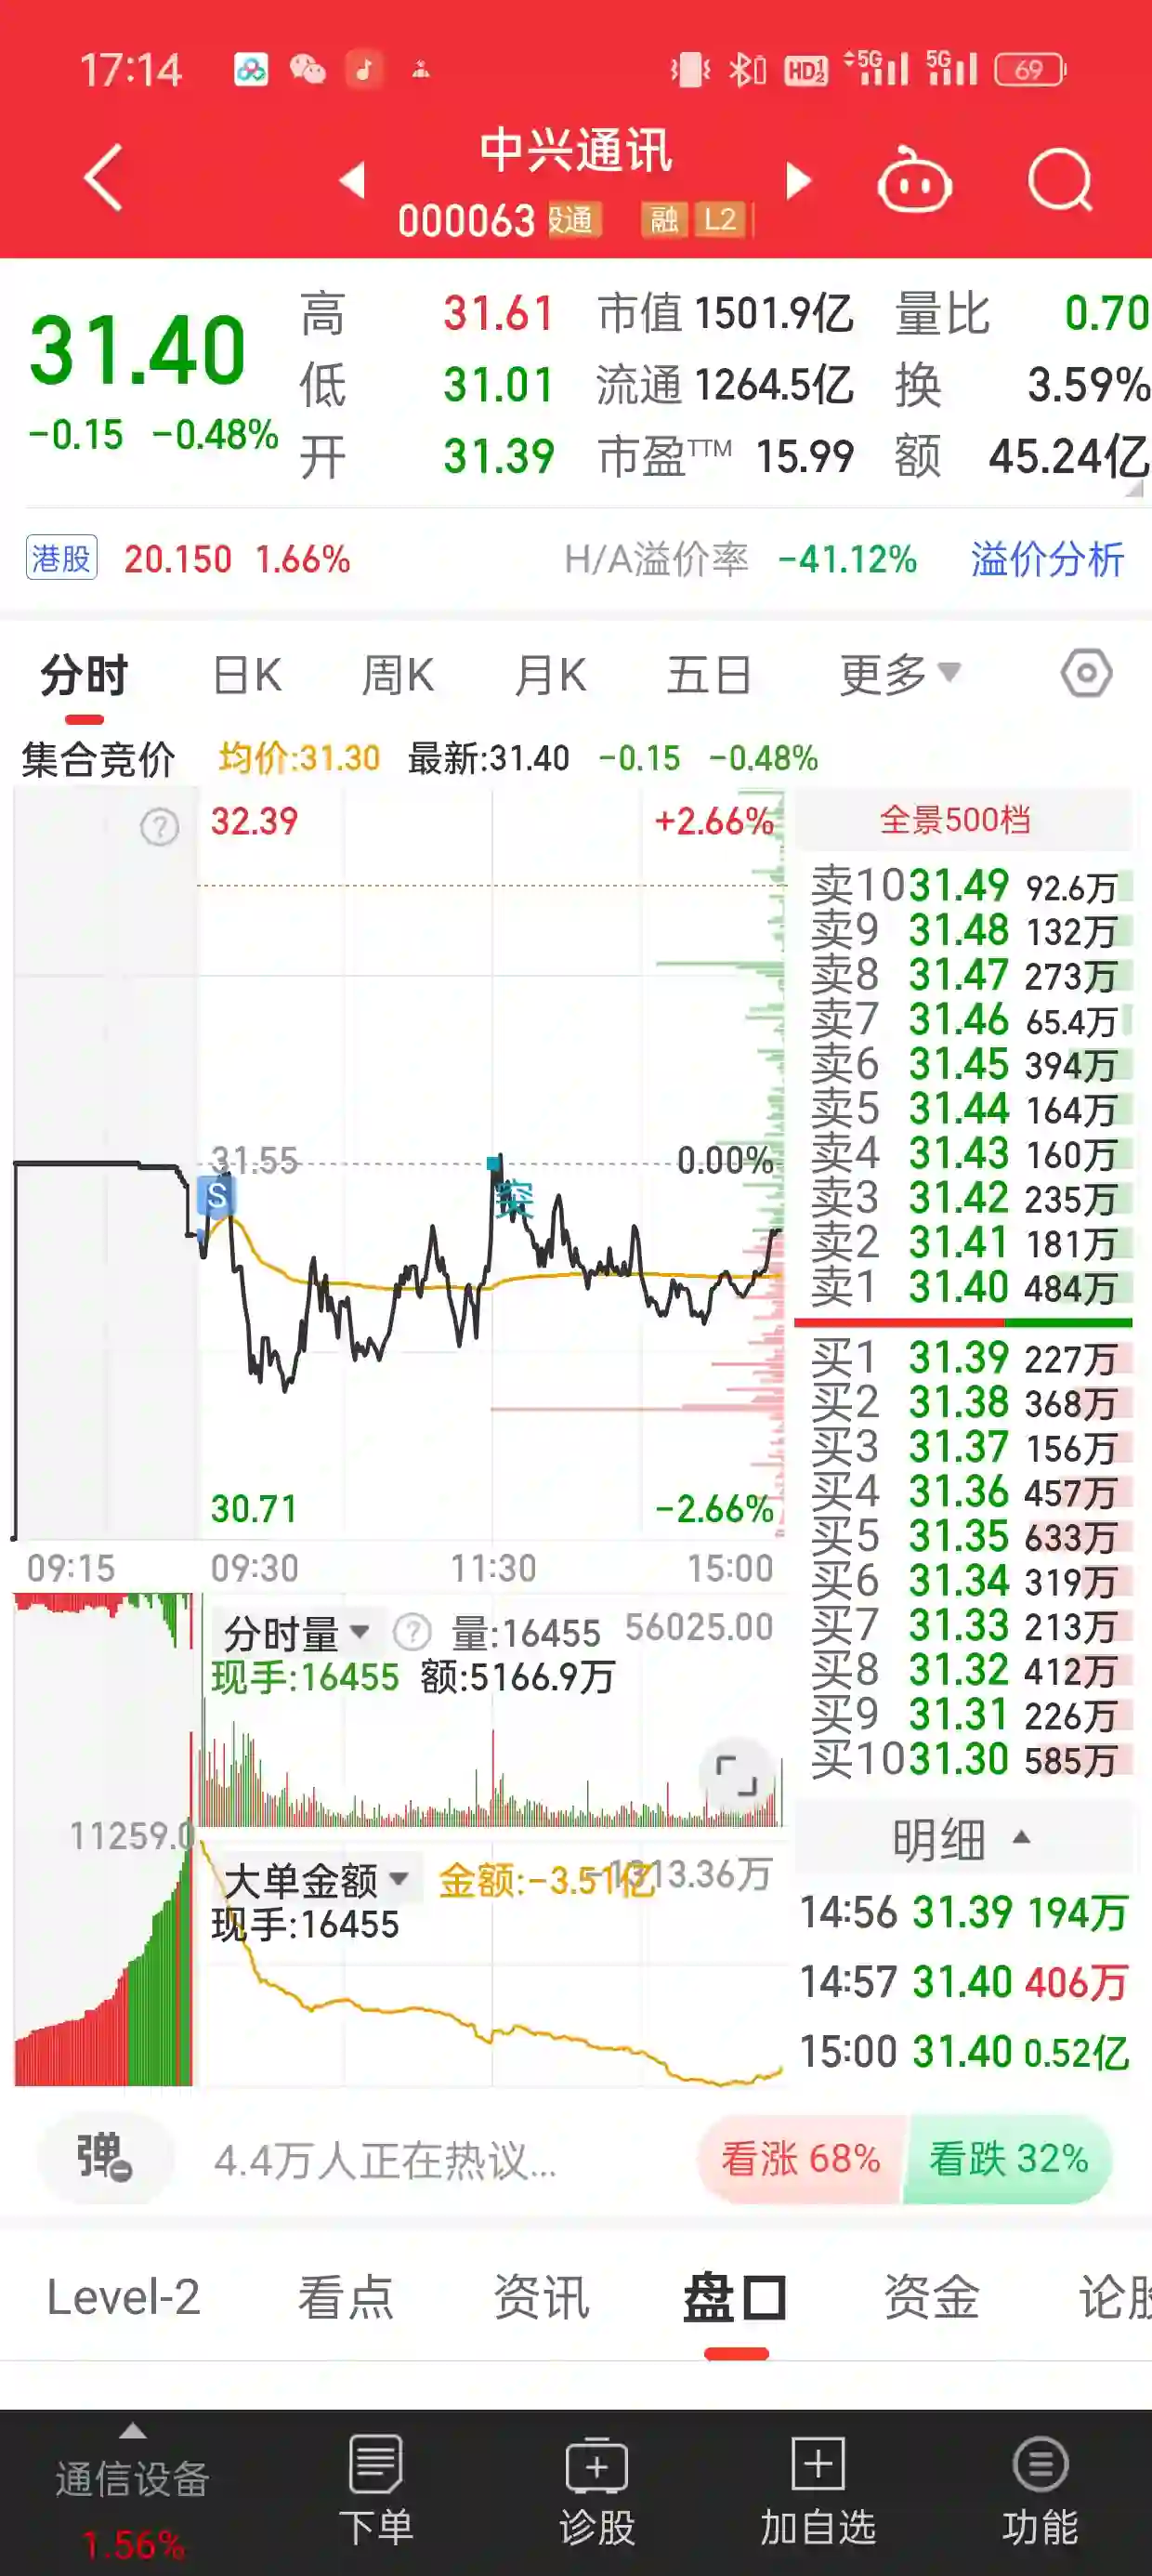 17:14 HD 1 2 5G 5G 69
中兴通讯
000063 股通 融 L2
31.40 高 31.61 市值 1501.9亿 量比 0.70
-0.15 -0.48% 低 31.01 流通 1264.5亿 换 3.59%
开 31.39 市盈TTM 15.99 额 45.24亿
港股 20.150 1.66% H/A溢价率 -41.12% 溢价分析
分时 日K 周K 月K 五日 更多
集合竞价 均价:31.30 最新:31.40 -0.15 -0.48%
32.39 +2.66%
31.55 0.00%
S
突
30.71 -2.66%
09:15 09:30 11:30 15:00
全景500档
卖10 31.49 92.6万
卖9 31.48 132万
卖8 31.47 273万
卖7 31.46 65.4万
卖6 31.45 394万
卖5 31.44 164万
卖4 31.43 160万
卖3 31.42 235万
卖2 31.41 181万
卖1 31.40 484万
买1 31.39 227万
买2 31.38 368万
买3 31.37 156万
买4 31.36 457万
买5 31.35 633万
买6 31.34 319万
买7 31.33 213万
买8 31.32 412万
买9 31.31 226万
买10 31.30 585万
分时量 ? 量:16455 56025.00
现手:16455 额:5166.9万
11259.0
大单金额 金额:-3.51亿 -1313.36万
现手:16455
明细
14:56 31.39 194万
14:57 31.40 406万
15:00 31.40 0.52亿
弹 4.4万人正在热议... 看涨 68% 看跌 32%
Level-2 看点 资讯 盘口 资金 论股
通信设备 下单 诊股 加自选 功能
1.56%